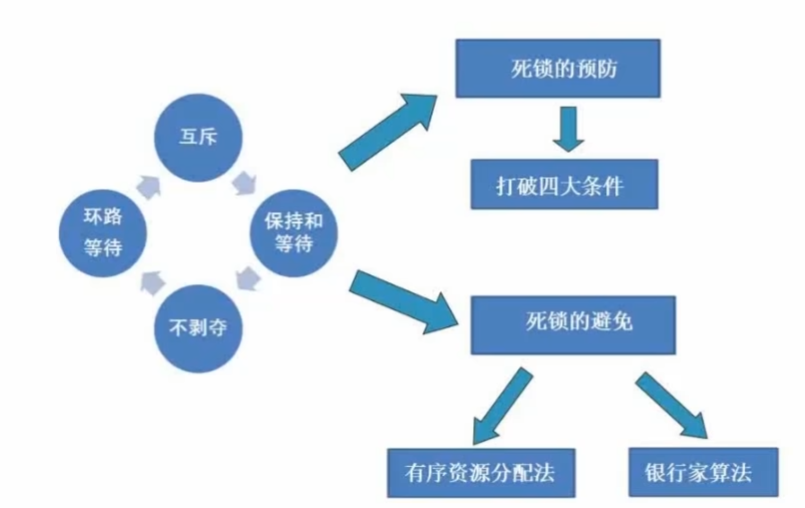 互斥
保持和
等待
不剥夺
环路
等待
死锁的预防
打破四大条件
死锁的避免
有序资源分配法
银行家算法